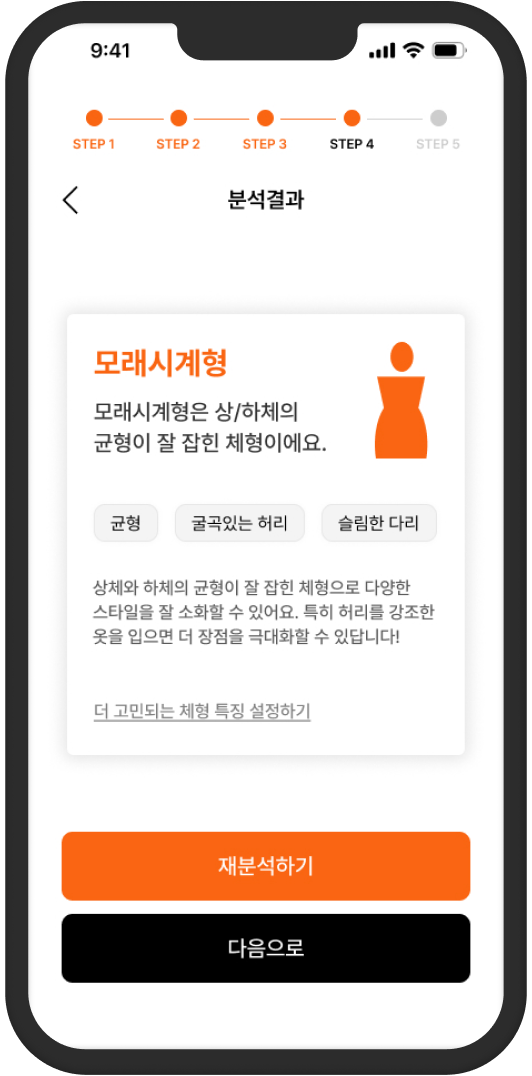 9:41
STEP 1 STEP 2 STEP 3 STEP 4 STEP 5
분석결과
모래시계형
모래시계형은 상/하체의
균형이 잘 잡힌 체형이에요.
균형 굴곡있는 허리 슬림한 다리
상체와 하체의 균형이 잘 잡힌 체형으로 다양한
스타일을 잘 소화할 수 있어요. 특히 허리를 강조한
옷을 입으면 더 장점을 극대화할 수 있답니다!
더 고민되는 체형 특징 설정하기
재분석하기
다음으로